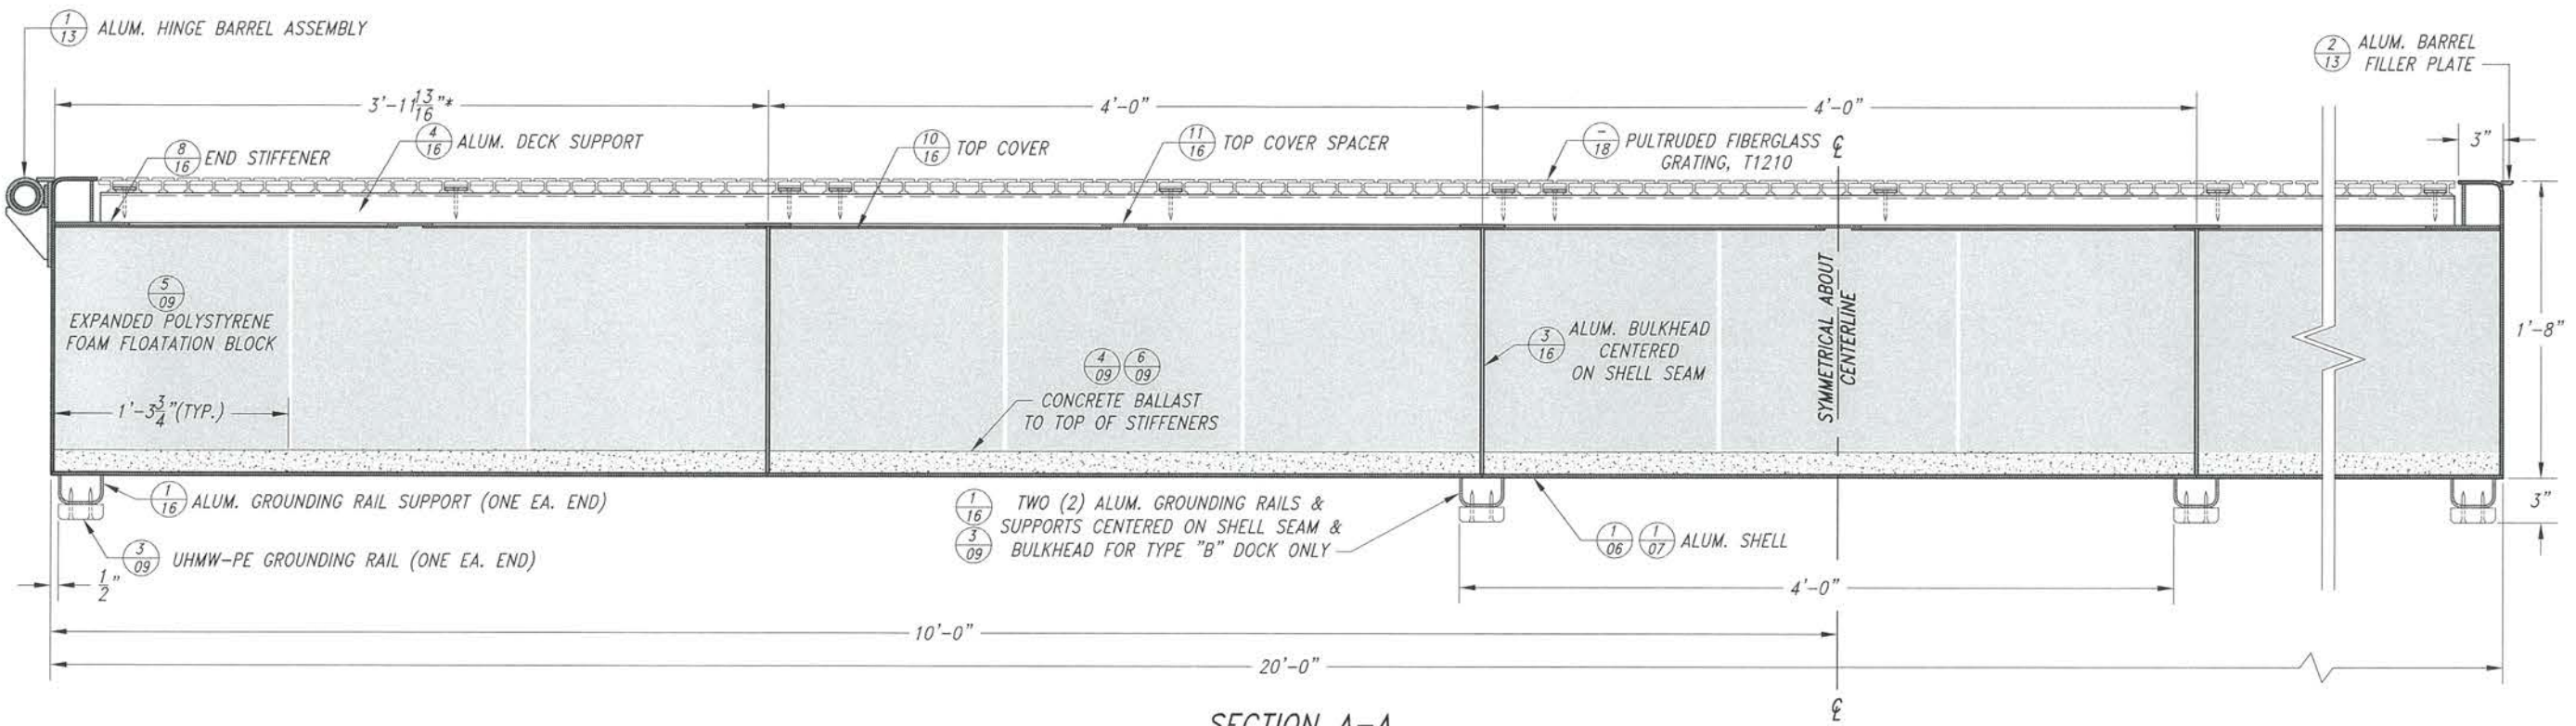 1
13
ALUM. HINGE BARREL ASSEMBLY
2
13
ALUM. BARREL
FILLER PLATE
3'-11 13/16"*
4'-0"
4'-0"
3"
8
16
END STIFFENER
4
16
ALUM. DECK SUPPORT
10
16
TOP COVER
11
16
TOP COVER SPACER
-
18
PULTRUDED FIBERGLASS
GRATING, T1210
℄
5
09
EXPANDED POLYSTYRENE
FOAM FLOATATION BLOCK
1'-3 3/4"(TYP.)
4
09
6
09
CONCRETE BALLAST
TO TOP OF STIFFENERS
3
16
ALUM. BULKHEAD
CENTERED
ON SHELL SEAM
SYMMETRICAL ABOUT
CENTERLINE
1'-8"
3"
1
16
ALUM. GROUNDING RAIL SUPPORT (ONE EA. END)
3
09
UHMW-PE GROUNDING RAIL (ONE EA. END)
1/2"
1
16
3
09
TWO (2) ALUM. GROUNDING RAILS &
SUPPORTS CENTERED ON SHELL SEAM &
BULKHEAD FOR TYPE "B" DOCK ONLY
1
06
1
07
ALUM. SHELL
4'-0"
10'-0"
20'-0"
℄
SECTION A-A